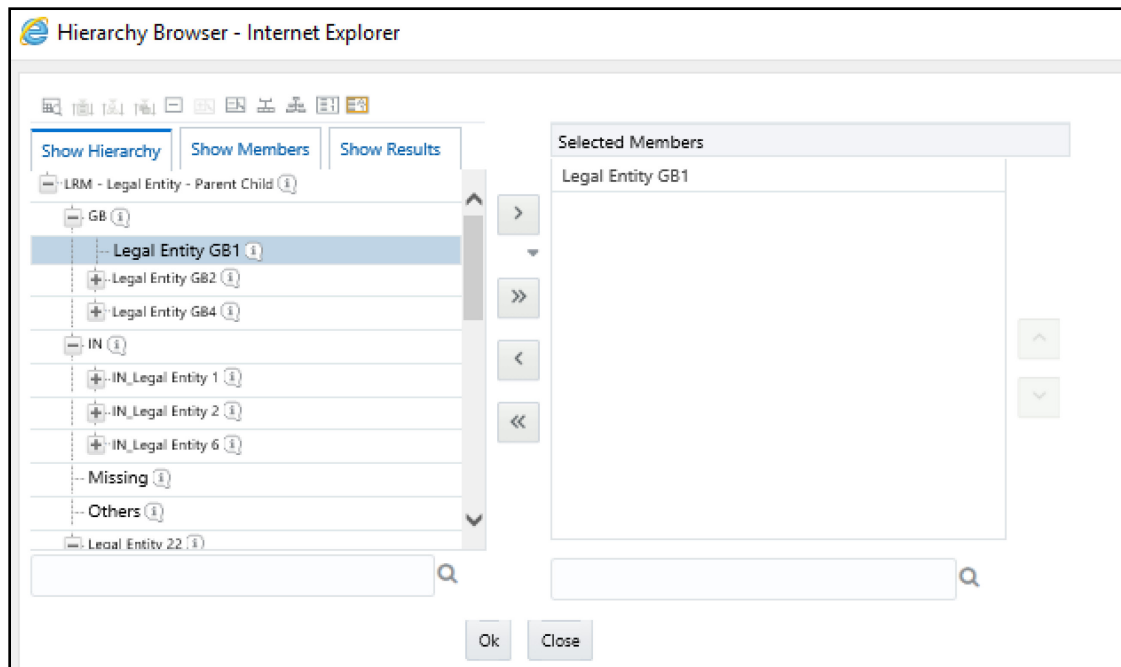 Hierarchy Browser - Internet Explorer
Show Hierarchy
Show Members
Show Results
LRM - Legal Entity - Parent Child
GB
Legal Entity GB1
Legal Entity GB2
Legal Entity GB4
IN
IN_Legal Entity 1
IN_Legal Entity 2
IN_Legal Entity 6
Missing
Others
Legal Entity 22
Selected Members
Legal Entity GB1
Ok
Close